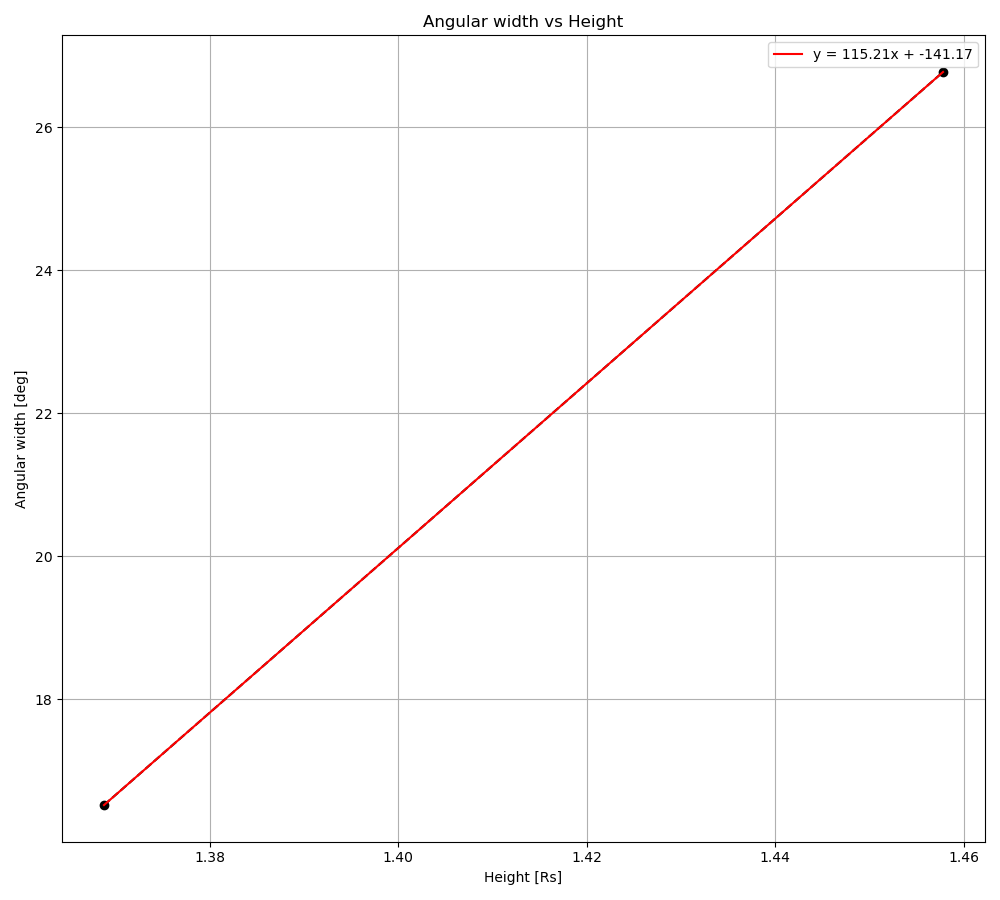 Angular width vs Height
y = 115.21x + -141.17
26
24
22
20
18
Angular width [deg]
1.38 1.40 1.42 1.44 1.46
Height [Rs]